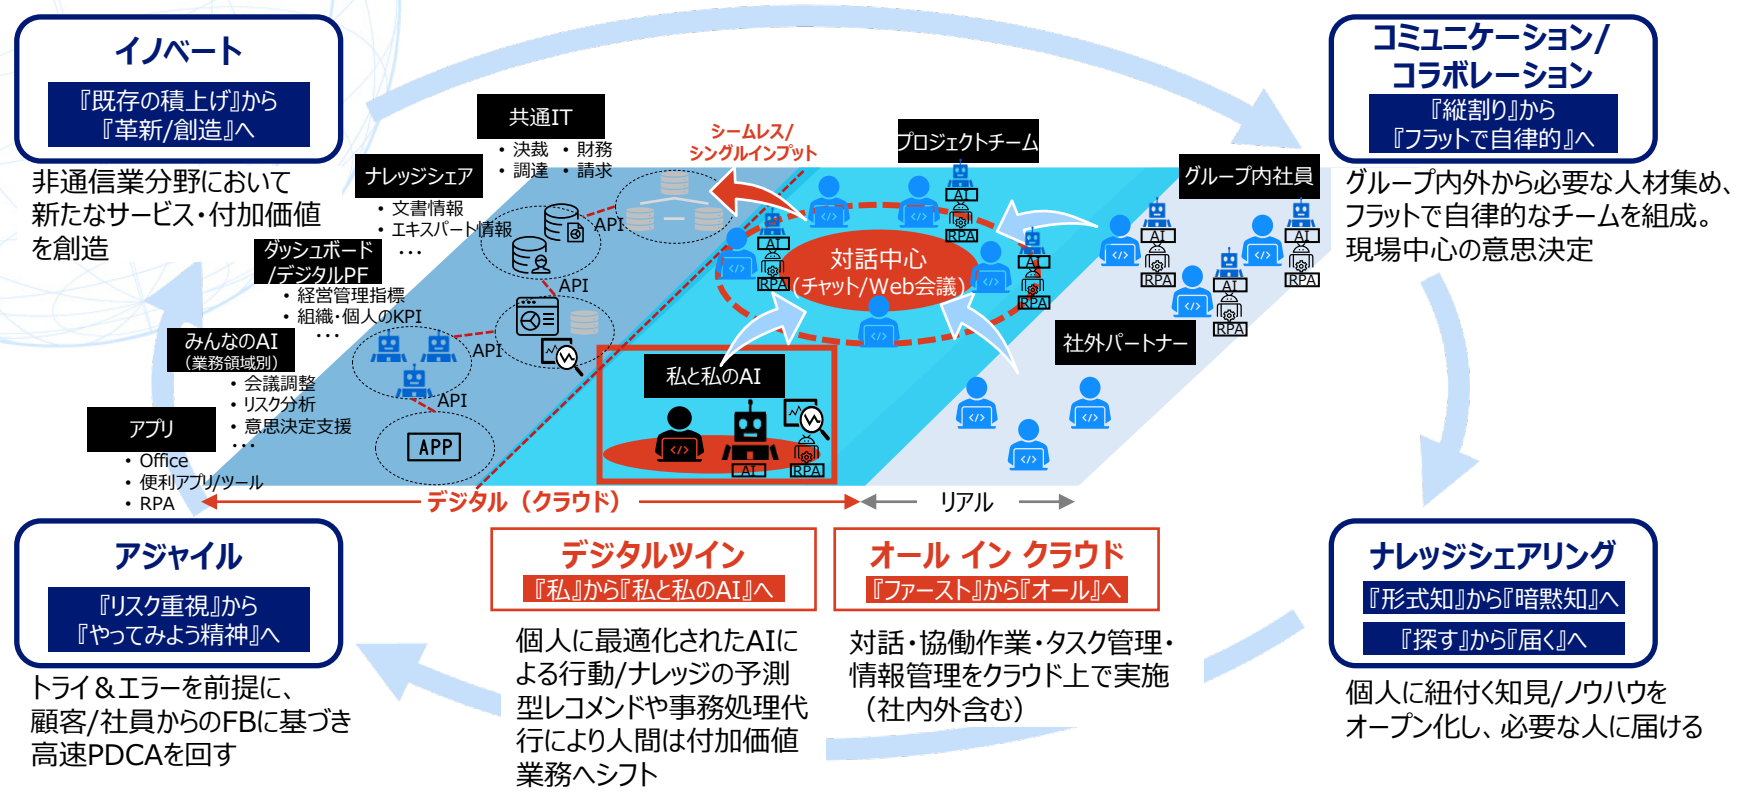 イノベート
『既存の積上げ』から
『革新/創造』へ
非通信業分野において
新たなサービス・付加価値
を創造
コミュニケーション/
コラボレーション
『縦割り』から
『フラットで自律的』へ
グループ内外から必要な人材集め、
フラットで自律的なチームを組成。
現場中心の意思決定
共通IT
・決裁 ・財務
・調達 ・請求
シームレス/
シングルインプット
プロジェクトチーム
グループ内社員
ナレッジシェア
・文書情報
・エキスパート情報
…
API
ダッシュボード
/デジタルPF
・経営管理指標
・組織・個人のKPI
…
API
みんなのAI
(業務領域別)
・会議調整
・リスク分析
・意思決定支援
…
API
API
アプリ
• Office
• 便利アプリ/ツール
• RPA
APP
対話中心
(チャット/Web会議)
AI
RPA
AI
RPA
AI
RPA
AI
RPA
AI
RPA
AI
RPA
社外パートナー
私と私のAI
AI
RPA
デジタル（クラウド）
リアル
アジャイル
『リスク重視』から
『やってみよう精神』へ
トライ＆エラーを前提に、
顧客/社員からのFBに基づき
高速PDCAを回す
デジタルツイン
『私』から『私と私のAI』へ
個人に最適化されたAIに
よる行動/ナレッジの予測
型レコメンドや事務処理代
行により人間は付加価値
業務へシフト
オール イン クラウド
『ファースト』から『オール』へ
対話・協働作業・タスク管理・
情報管理をクラウド上で実施
（社内外含む）
ナレッジシェアリング
『形式知』から『暗黙知』へ
『探す』から『届く』へ
個人に紐付く知見/ノウハウを
オープン化し、必要な人に届ける